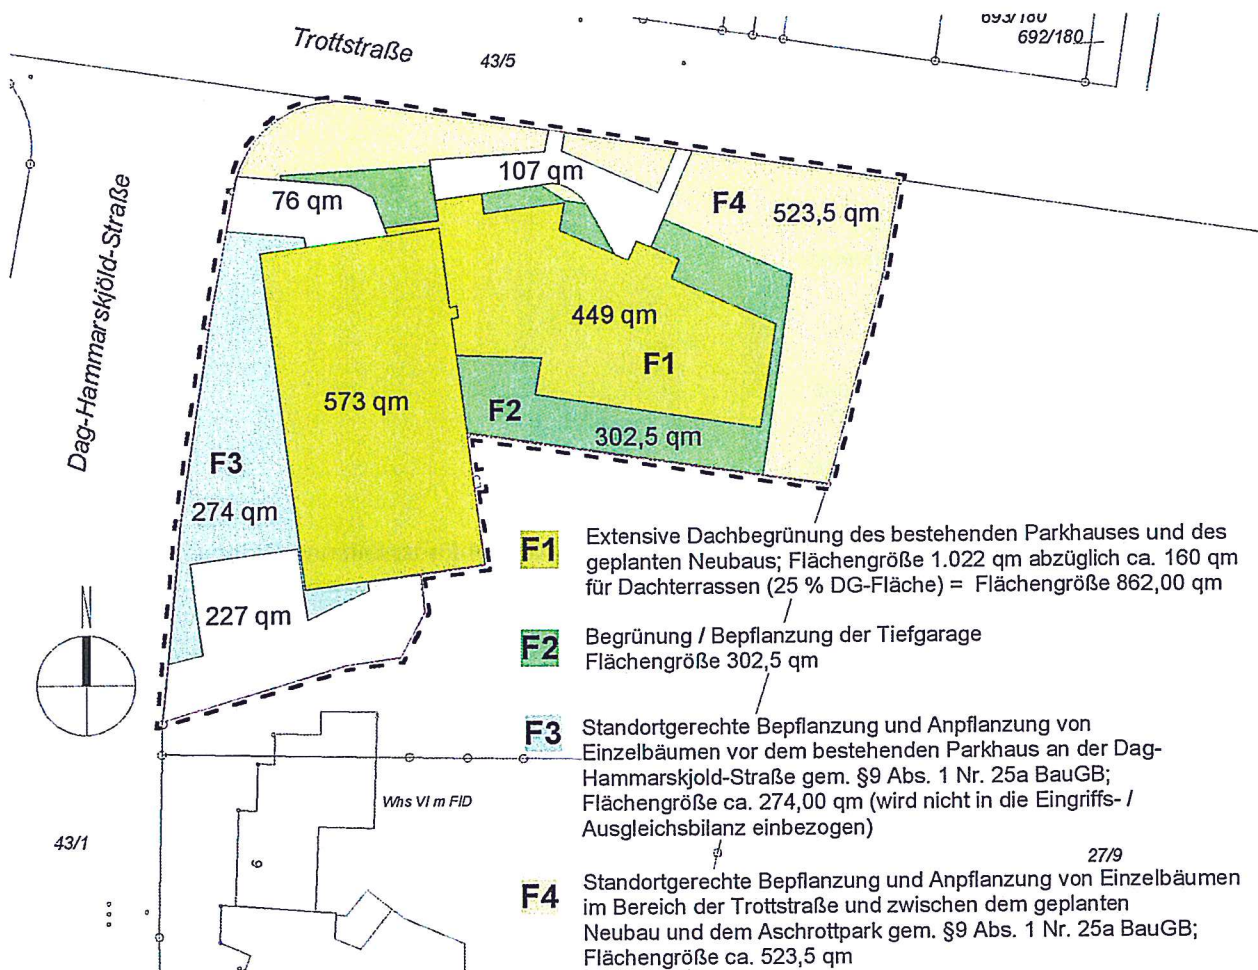 693/180
692/180
Trottstraße
43/5
Dag-Hammarskjöld-Straße
107 qm
76 qm
F4
523,5 qm
449 qm
F1
573 qm
F2
302,5 qm
F3
274 qm
227 qm
N
F1 Extensive Dachbegrünung des bestehenden Parkhauses und des
geplanten Neubaus; Flächengröße 1.022 qm abzüglich ca. 160 qm
für Dachterrassen (25 % DG-Fläche) = Flächengröße 862,00 qm
F2 Begrünung / Bepflanzung der Tiefgarage
Flächengröße 302,5 qm
F3 Standortgerechte Bepflanzung und Anpflanzung von
Einzelbäumen vor dem bestehenden Parkhaus an der Dag-
Hammarskjold-Straße gem. §9 Abs. 1 Nr. 25a BauGB;
Flächengröße ca. 274,00 qm (wird nicht in die Eingriffs- /
Ausgleichsbilanz einbezogen)
Whs VI m FlD
43/1
6
27/9
F4 Standortgerechte Bepflanzung und Anpflanzung von Einzelbäumen
im Bereich der Trottstraße und zwischen dem geplanten
Neubau und dem Aschrottpark gem. §9 Abs. 1 Nr. 25a BauGB;
Flächengröße ca. 523,5 qm